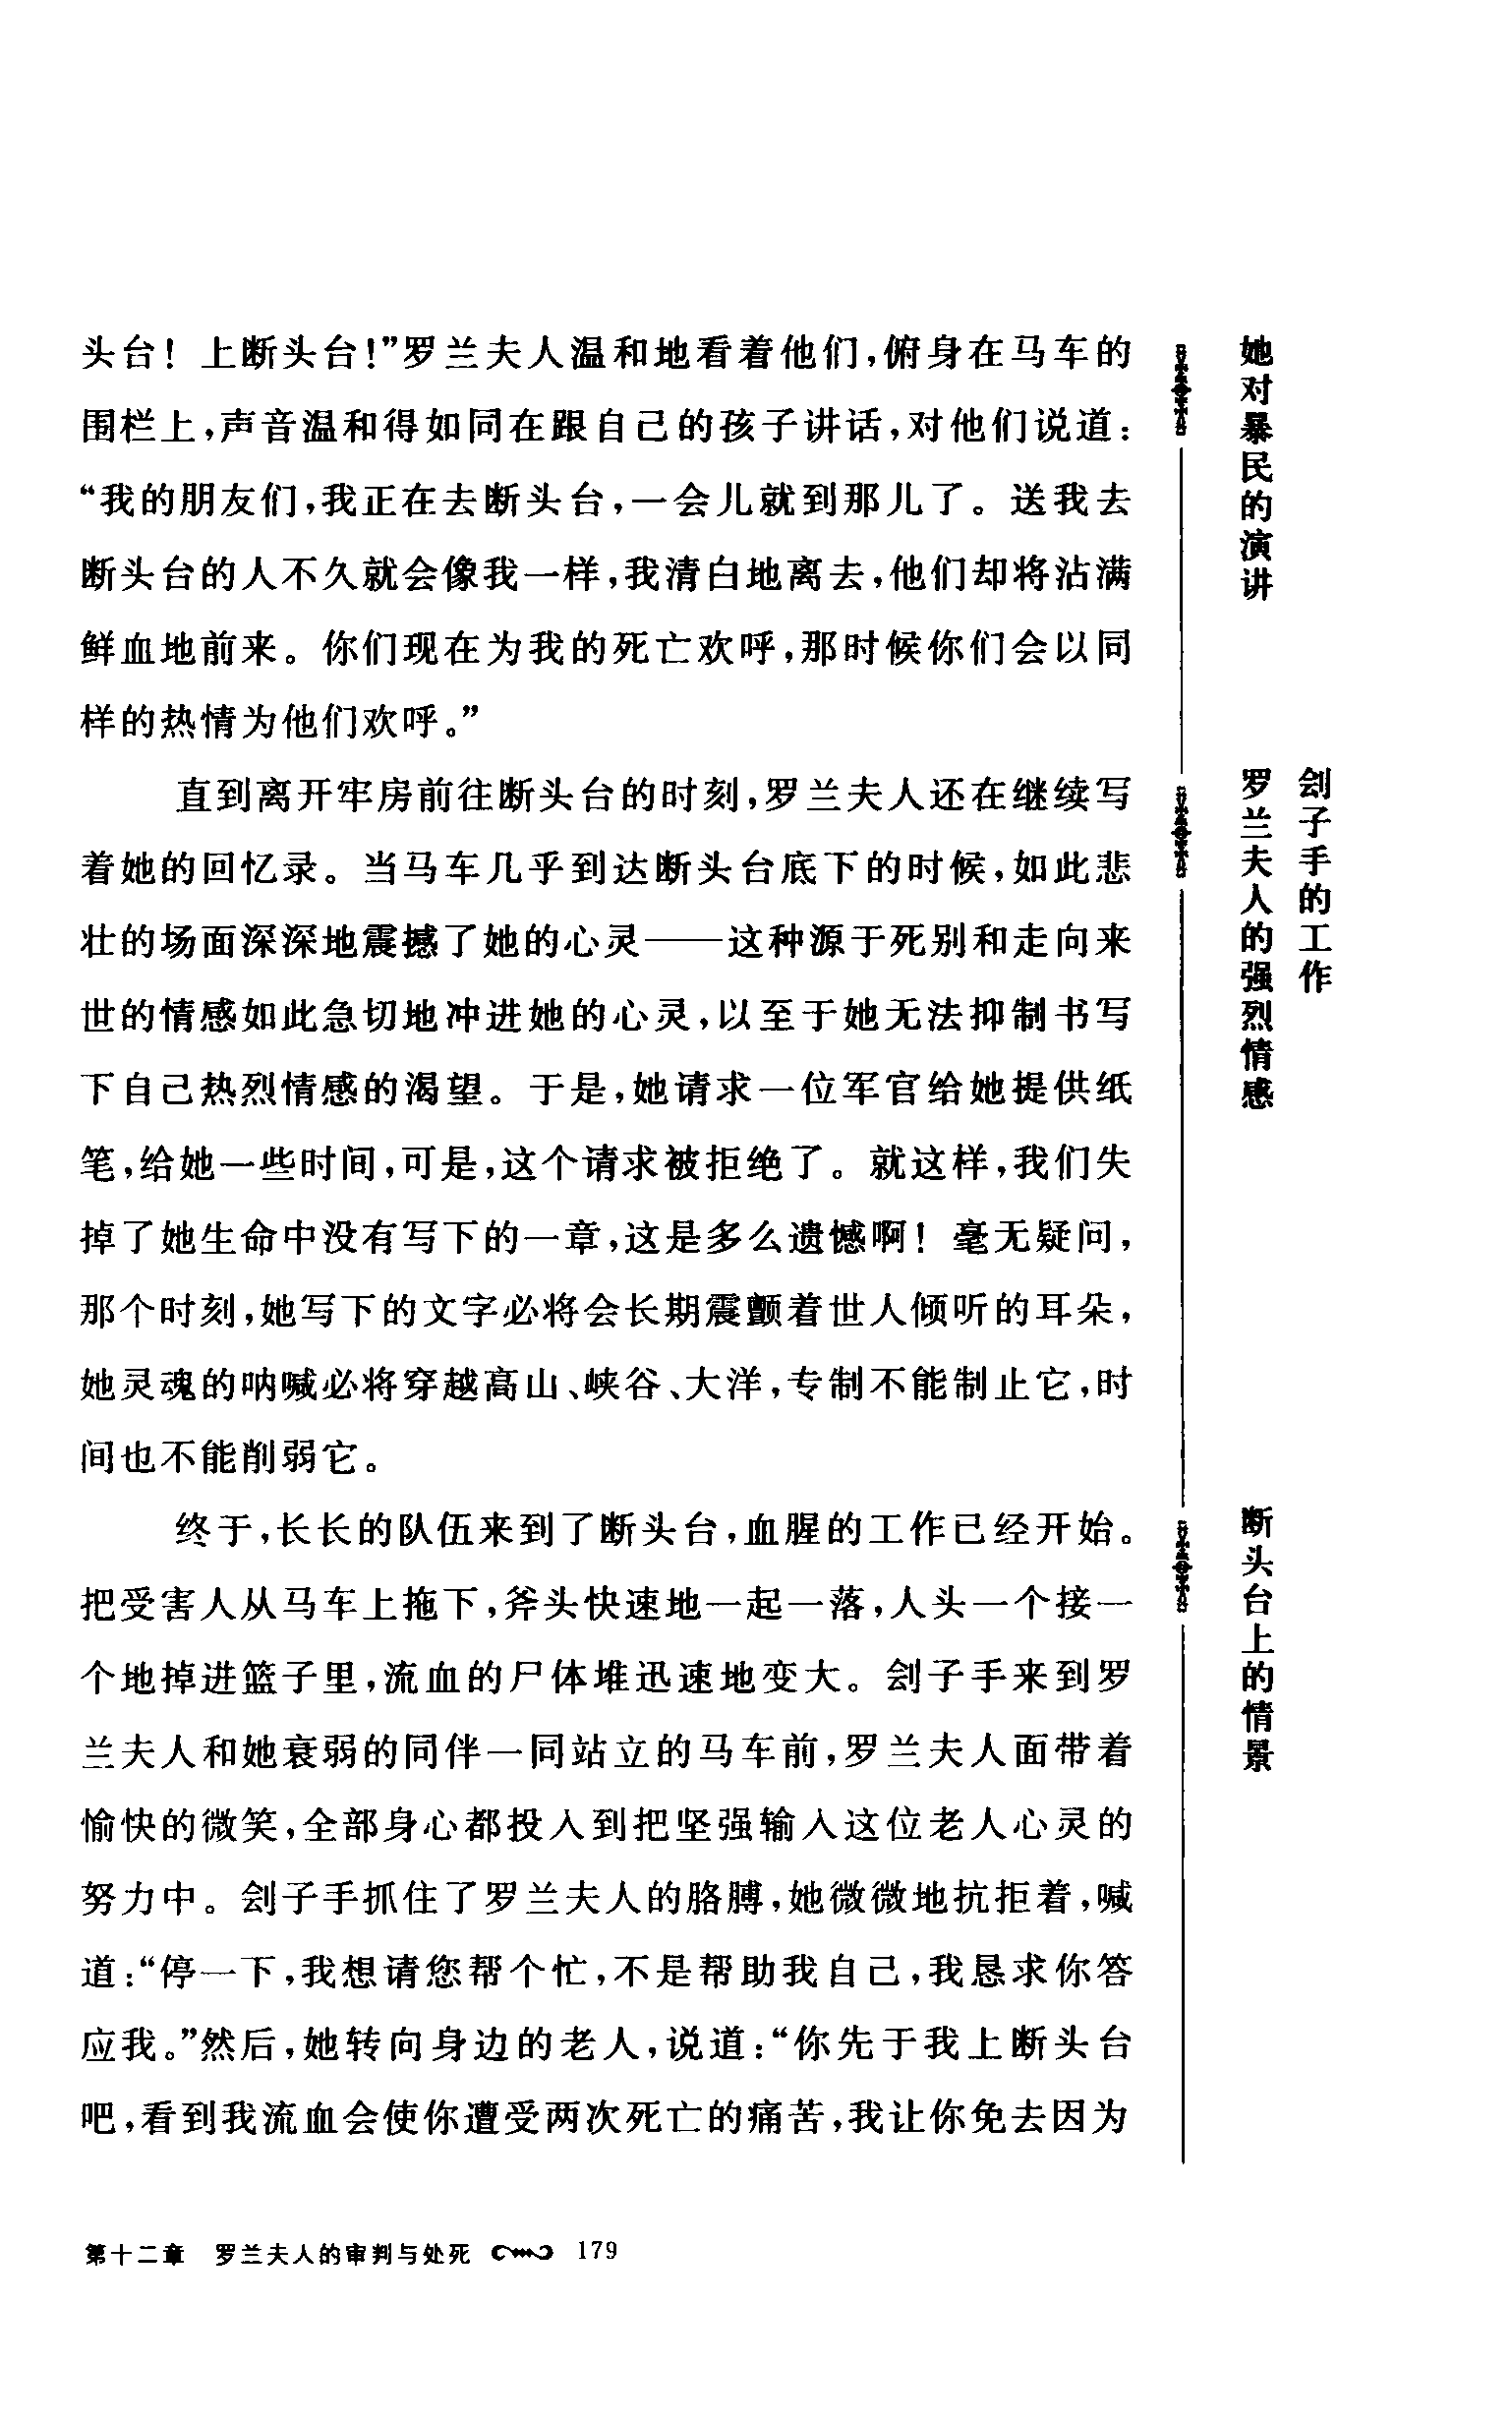 头台！上断头台！”罗兰夫人温和地看着他们，俯身在马车的
围栏上，声音温和得如同在跟自己的孩子讲话，对他们说道：
“我的朋友们，我正在去断头台，一会儿就到那儿了。送我去
断头台的人不久就会像我一样，我清白地离去，他们却将沾满
鲜血地前来。你们现在为我的死亡欢呼，那时候你们会以同
样的热情为他们欢呼。”
直到离开牢房前往断头台的时刻，罗兰夫人还在继续写
着她的回忆录。当马车几乎到达断头台底下的时候，如此悲
壮的场面深深地震撼了她的心灵——这种源于死别和走向来
世的情感如此急切地冲进她的心灵，以至于她无法抑制书写
下自己热烈情感的渴望。于是，她请求一位军官给她提供纸
笔，给她一些时间，可是，这个请求被拒绝了。就这样，我们失
掉了她生命中没有写下的一章，这是多么遗憾啊！毫无疑问，
那个时刻，她写下的文字必将会长期震颤着世人倾听的耳朵，
她灵魂的呐喊必将穿越高山、峡谷、大洋，专制不能制止它，时
间也不能削弱它。
终于，长长的队伍来到了断头台，血腥的工作已经开始。
把受害人从马车上拖下，斧头快速地一起一落，人头一个接一
个地掉进篮子里，流血的尸体堆迅速地变大。刽子手来到罗
兰夫人和她衰弱的同伴一同站立的马车前，罗兰夫人面带着
愉快的微笑，全部身心都投入到把坚强输入这位老人心灵的
努力中。刽子手抓住了罗兰夫人的胳膊，她微微地抗拒着，喊
道：“停一下，我想请您帮个忙，不是帮助我自己，我恳求你答
应我。”然后，她转向身边的老人，说道：“你先于我上断头台
吧，看到我流血会使你遭受两次死亡的痛苦，我让你免去因为
她对暴民的演讲
刽子手的工作
罗兰夫人的强烈情感
断头台上的情景
第十二章 罗兰夫人的审判与处死 179